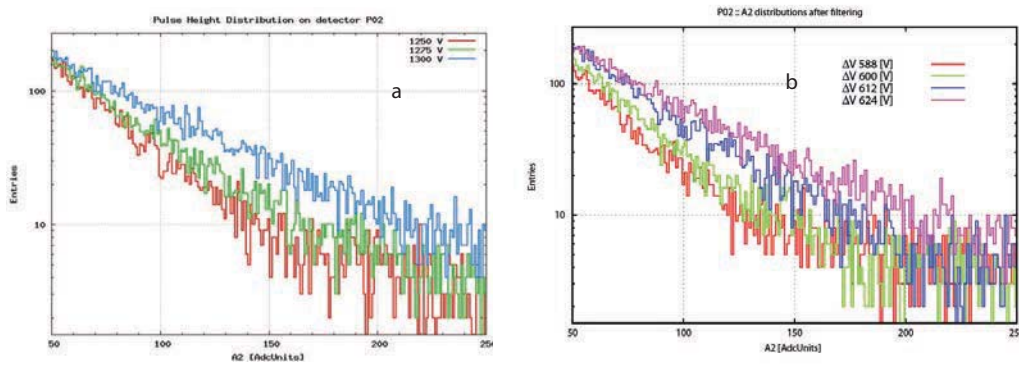 Pulse Height Distribution on detector P02
1250 V
1275 V
1300 V
a
100
10
Entries
50
100
150
200
250
A2 [AdcUnits]
P02 :: A2 distributions after filtering
ΔV 588 [V]
ΔV 600 [V]
ΔV 612 [V]
ΔV 624 [V]
b
100
10
Entries
50
100
150
200
250
A2 [AdcUnits]